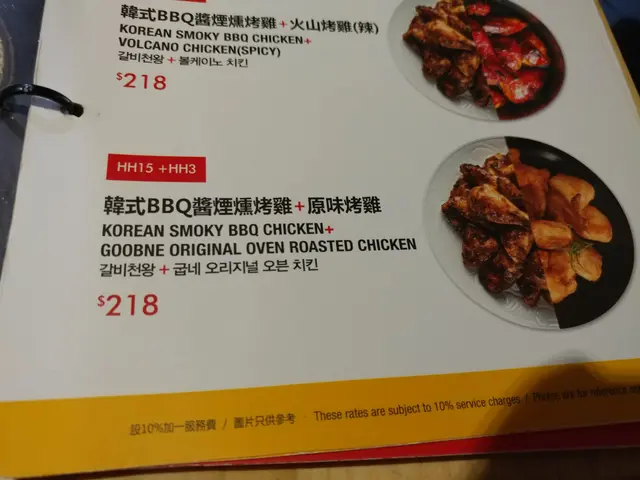 韓式BBQ醬煙燻烤雞+火山烤雞(辣)
KOREAN SMOKY BBQ CHICKEN+
VOLCANO CHICKEN(SPICY)
갈비천왕 + 볼케이노 치킨
$218
HH15 +HH3
韓式BBQ醬煙燻烤雞+原味烤雞
KOREAN SMOKY BBQ CHICKEN+
GOOBNE ORIGINAL OVEN ROASTED CHICKEN
갈비천왕 + 굽네 오리지널 오븐 치킨
$218
設10%加一服務費 / 圖片只供參考 These rates are subject to 10% service charges / Photos are for reference